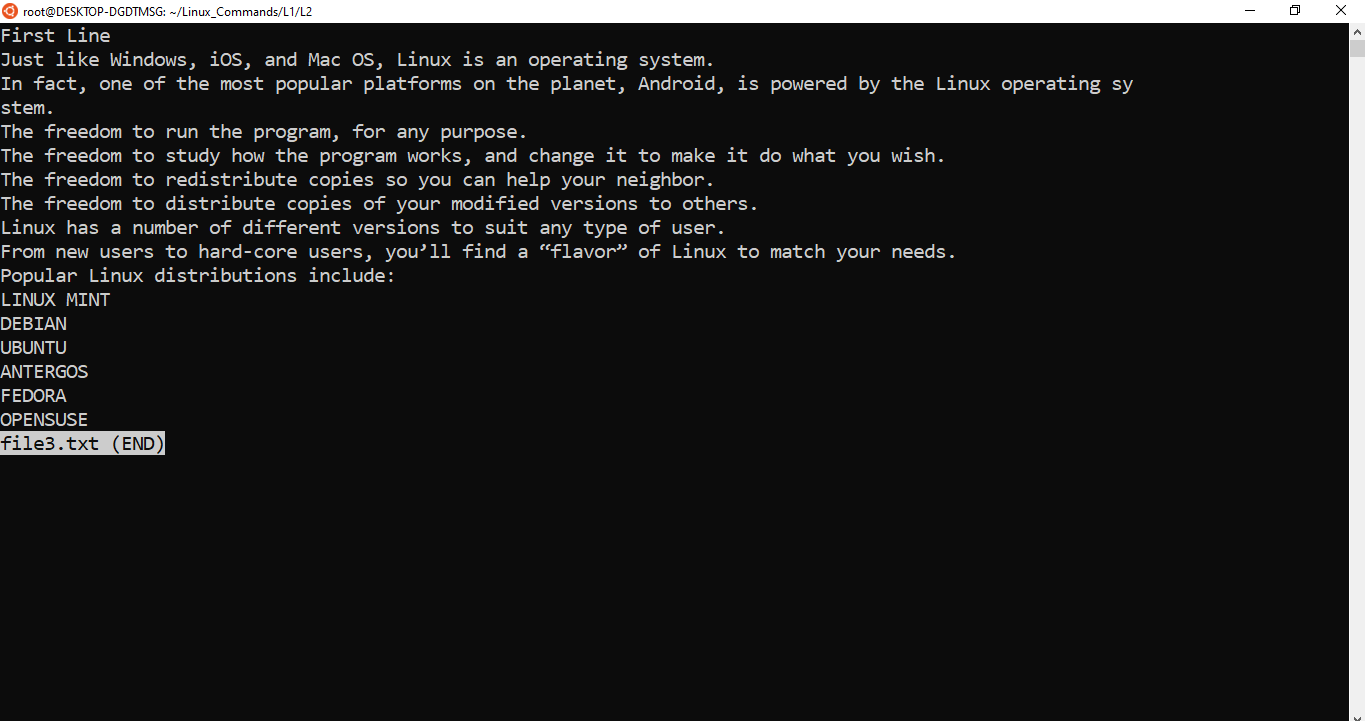 root@DESKTOP-DGDTMSG: ~/Linux_Commands/L1/L2
First Line
Just like Windows, iOS, and Mac OS, Linux is an operating system.
In fact, one of the most popular platforms on the planet, Android, is powered by the Linux operating sy
stem.
The freedom to run the program, for any purpose.
The freedom to study how the program works, and change it to make it do what you wish.
The freedom to redistribute copies so you can help your neighbor.
The freedom to distribute copies of your modified versions to others.
Linux has a number of different versions to suit any type of user.
From new users to hard-core users, you’ll find a “flavor” of Linux to match your needs.
Popular Linux distributions include:
LINUX MINT
DEBIAN
UBUNTU
ANTERGOS
FEDORA
OPENSUSE
file3.txt (END)